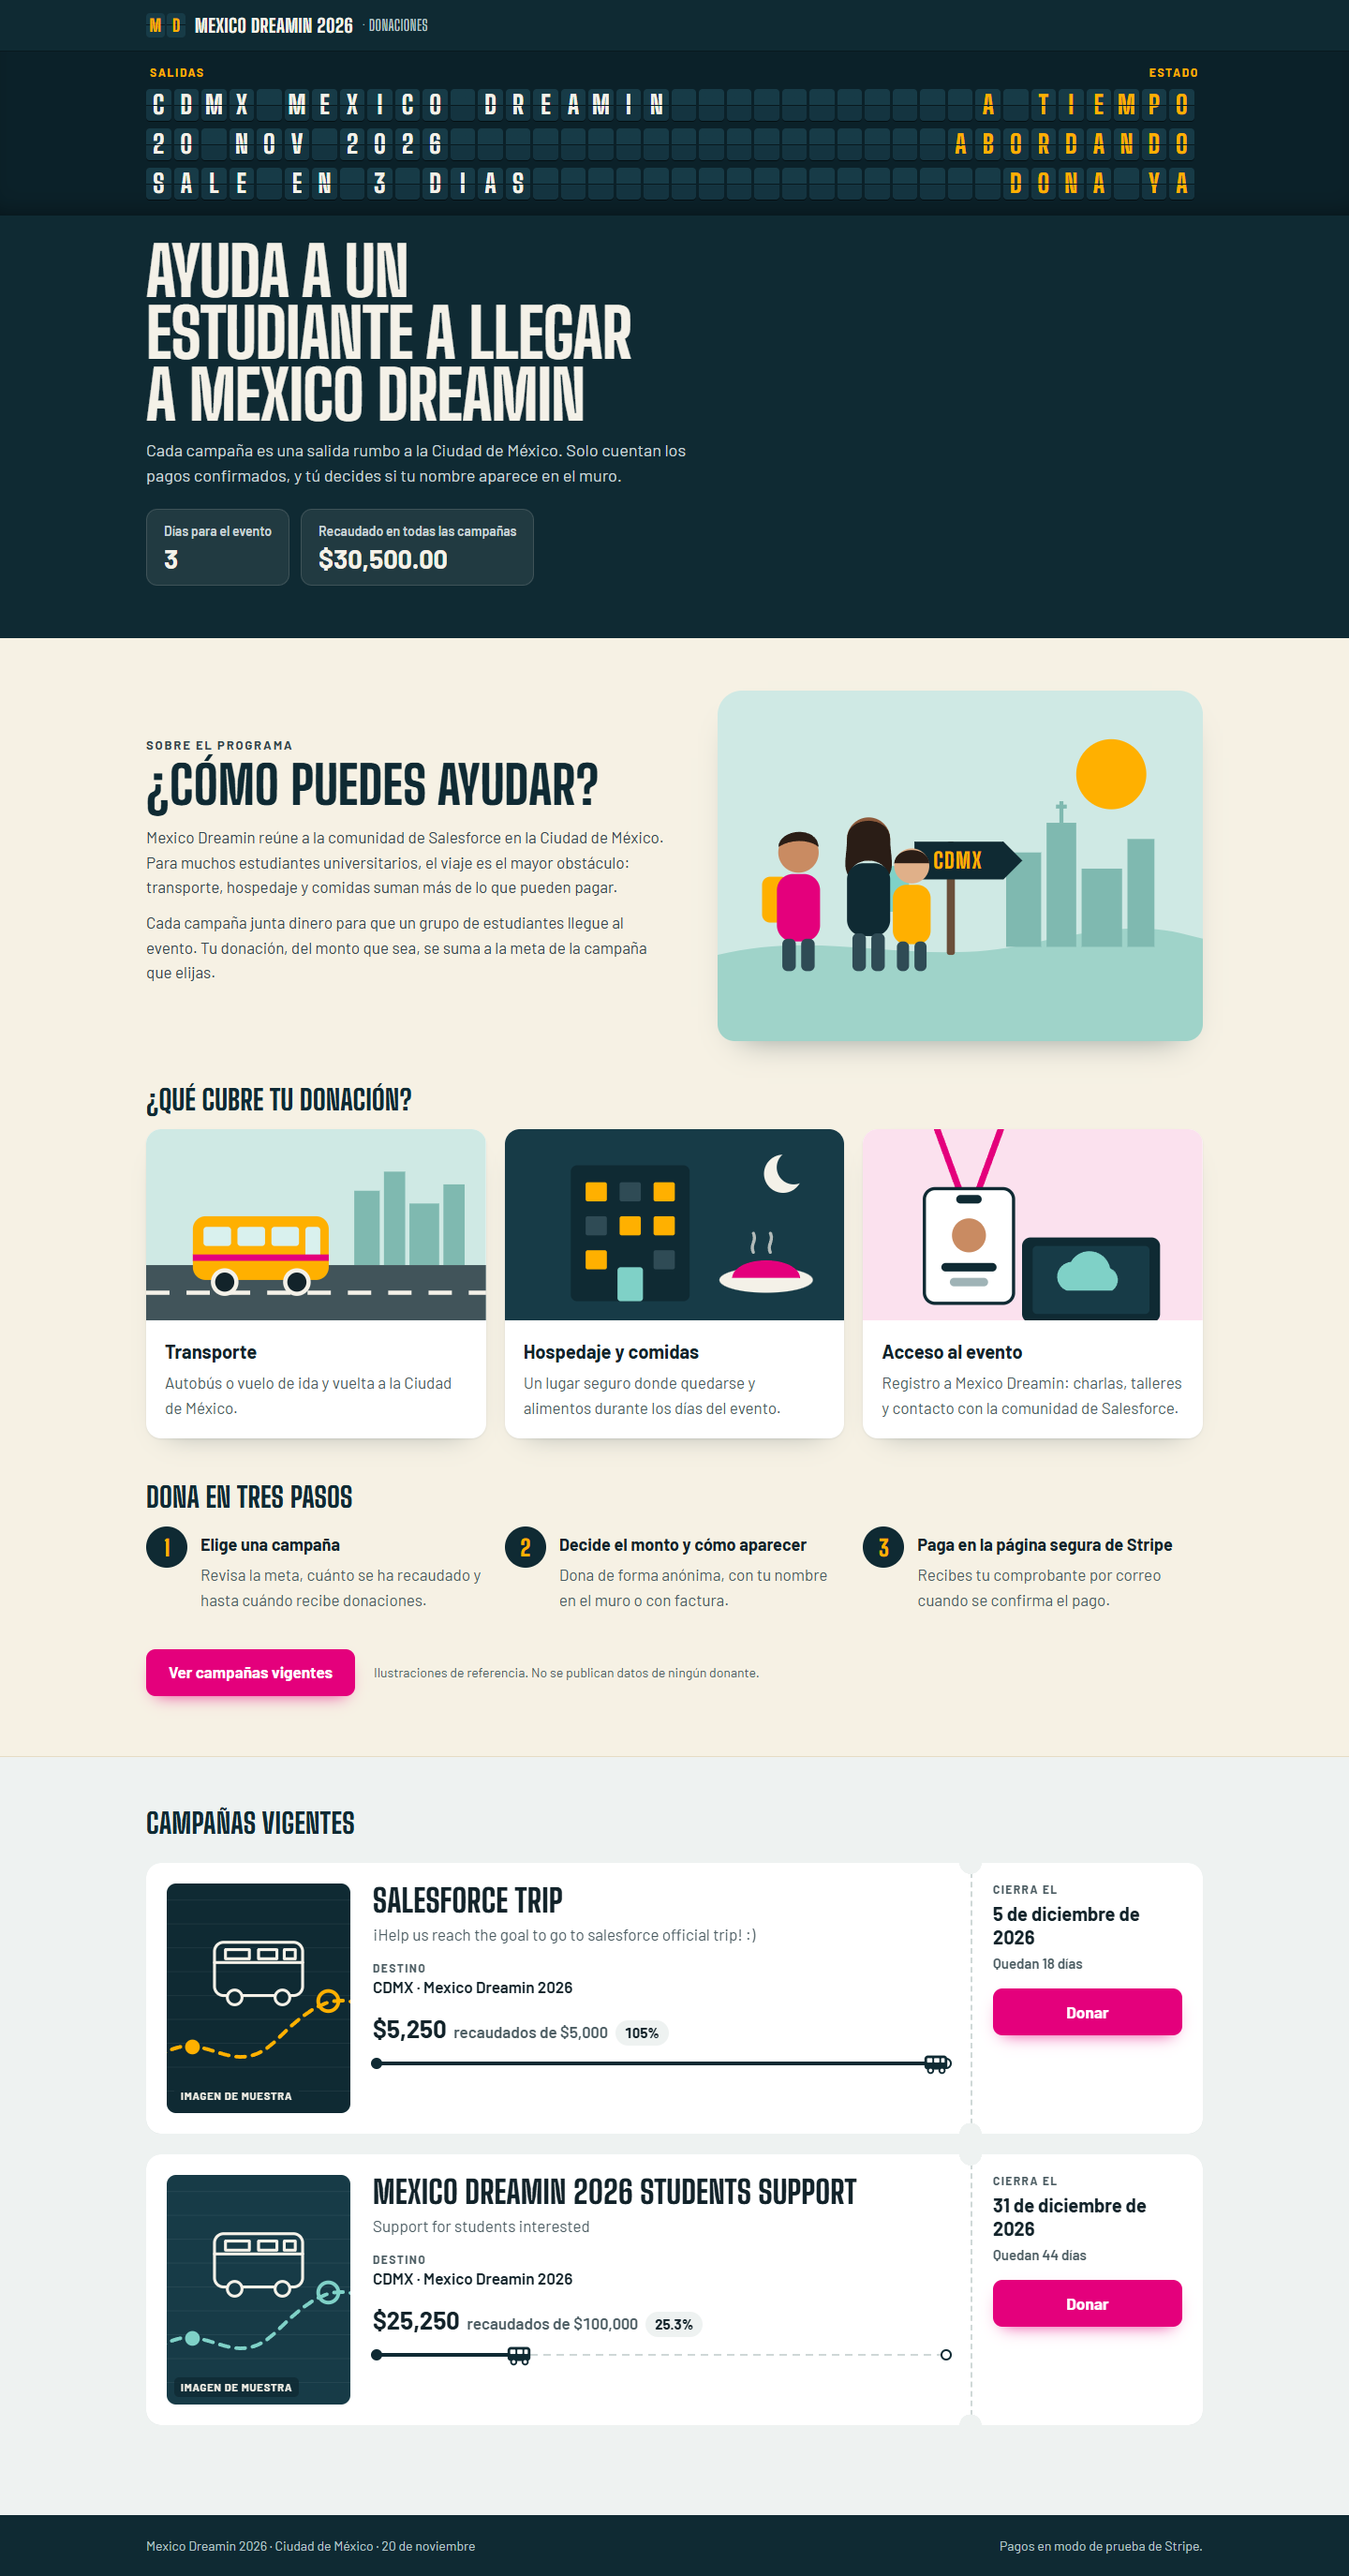 M D MEXICO DREAMIN 2026 · DONACIONES
SALIDAS ESTADO
CDMX MEXICO DREAMIN A TIEMPO
20 NOV 2026 ABORDANDO
SALE EN 3 DIAS DONA YA
AYUDA A UN
ESTUDIANTE A LLEGAR
A MEXICO DREAMIN
Cada campaña es una salida rumbo a la Ciudad de México. Solo cuentan los
pagos confirmados, y tú decides si tu nombre aparece en el muro.
Días para el evento
3
Recaudado en todas las campañas
$30,500.00
SOBRE EL PROGRAMA
¿CÓMO PUEDES AYUDAR?
Mexico Dreamin reúne a la comunidad de Salesforce en la Ciudad de México.
Para muchos estudiantes universitarios, el viaje es el mayor obstáculo:
transporte, hospedaje y comidas suman más de lo que pueden pagar.
Cada campaña junta dinero para que un grupo de estudiantes llegue al
evento. Tu donación, del monto que sea, se suma a la meta de la campaña
que elijas.
CDMX
¿QUÉ CUBRE TU DONACIÓN?
Transporte
Autobús o vuelo de ida y vuelta a la Ciudad
de México.
Hospedaje y comidas
Un lugar seguro donde quedarse y
alimentos durante los días del evento.
Acceso al evento
Registro a Mexico Dreamin: charlas, talleres
y contacto con la comunidad de Salesforce.
DONA EN TRES PASOS
1
Elige una campaña
Revisa la meta, cuánto se ha recaudado y
hasta cuándo recibe donaciones.
2
Decide el monto y cómo aparecer
Dona de forma anónima, con tu nombre
en el muro o con factura.
3
Paga en la página segura de Stripe
Recibes tu comprobante por correo
cuando se confirma el pago.
Ver campañas vigentes
Ilustraciones de referencia. No se publican datos de ningún donante.
CAMPAÑAS VIGENTES
IMAGEN DE MUESTRA
SALESFORCE TRIP
¡Help us reach the goal to go to salesforce official trip! :)
DESTINO
CDMX · Mexico Dreamin 2026
$5,250 recaudados de $5,000 105%
CIERRA EL
5 de diciembre de
2026
Quedan 18 días
Donar
IMAGEN DE MUESTRA
MEXICO DREAMIN 2026 STUDENTS SUPPORT
Support for students interested
DESTINO
CDMX · Mexico Dreamin 2026
$25,250 recaudados de $100,000 25.3%
CIERRA EL
31 de diciembre de
2026
Quedan 44 días
Donar
Mexico Dreamin 2026 · Ciudad de México · 20 de noviembre
Pagos en modo de prueba de Stripe.